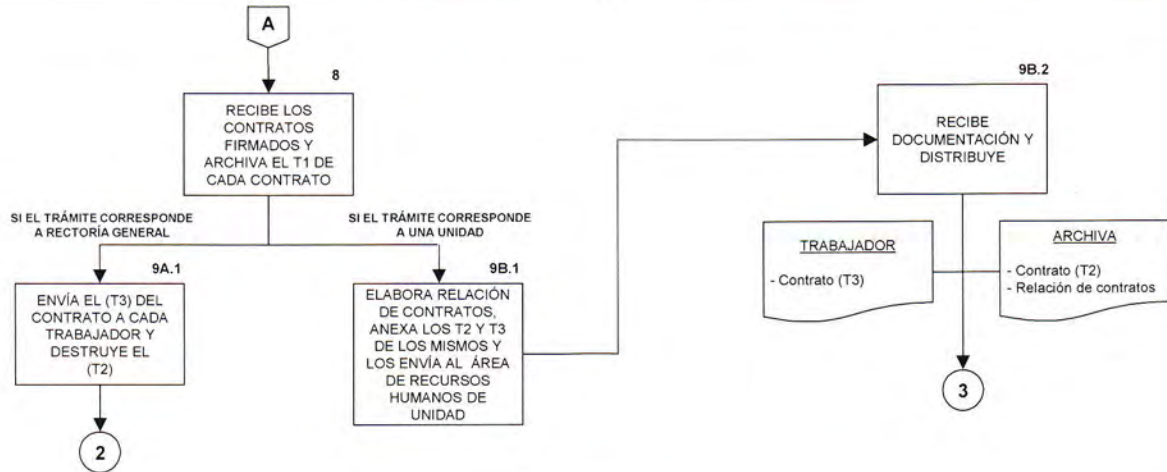 A
8
RECIBE LOS
CONTRATOS
FIRMADOS Y
ARCHIVA EL T1 DE
CADA CONTRATO
SI EL TRÁMITE CORRESPONDE
A RECTORÍA GENERAL
SI EL TRÁMITE CORRESPONDE
A UNA UNIDAD
9A.1
ENVÍA EL (T3) DEL
CONTRATO A CADA
TRABAJADOR Y
DESTRUYE EL
(T2)
2
9B.1
ELABORA RELACIÓN
DE CONTRATOS,
ANEXA LOS T2 Y T3
DE LOS MISMOS Y
LOS ENVÍA AL ÁREA
DE RECURSOS
HUMANOS DE
UNIDAD
9B.2
RECIBE
DOCUMENTACIÓN Y
DISTRIBUYE
TRABAJADOR
- Contrato (T3)
ARCHIVA
- Contrato (T2)
- Relación de contratos
3